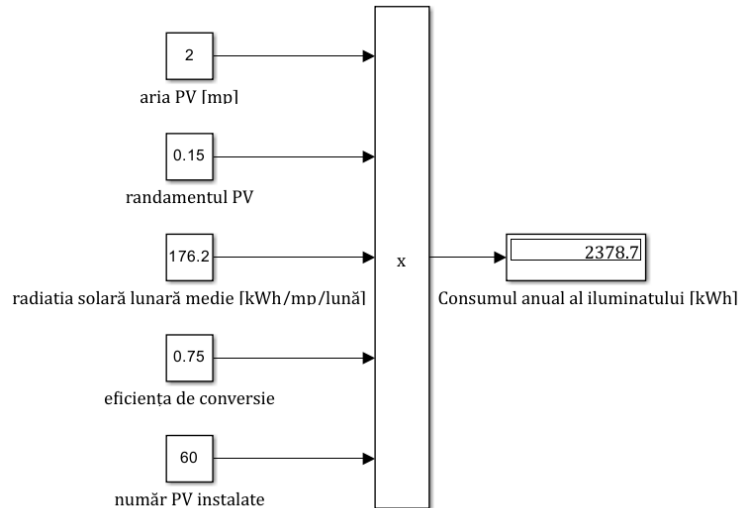 2
aria PV [mp]
0.15
randamentul PV
176.2
radiația solară lunară medie [kWh/mp/lună]
0.75
eficiența de conversie
60
număr PV instalate
x
2378.7
Consumul anual al iluminatului [kWh]